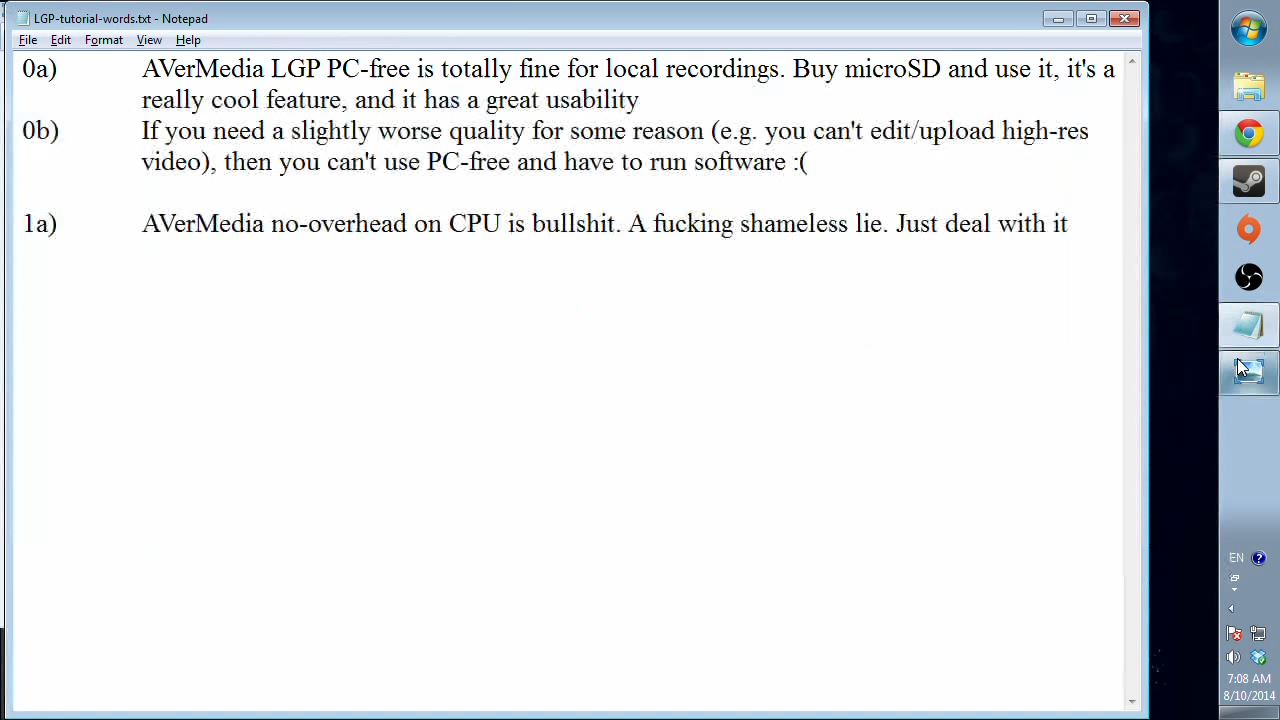 LGP-tutorial-words.txt - Notepad
File Edit Format View Help
0a) AVerMedia LGP PC-free is totally fine for local recordings. Buy microSD and use it, it's a
really cool feature, and it has a great usability
0b) If you need a slightly worse quality for some reason (e.g. you can't edit/upload high-res
video), then you can't use PC-free and have to run software :(
1a) AVerMedia no-overhead on CPU is bullshit. A fucking shameless lie. Just deal with it
EN
7:08 AM
8/10/2014